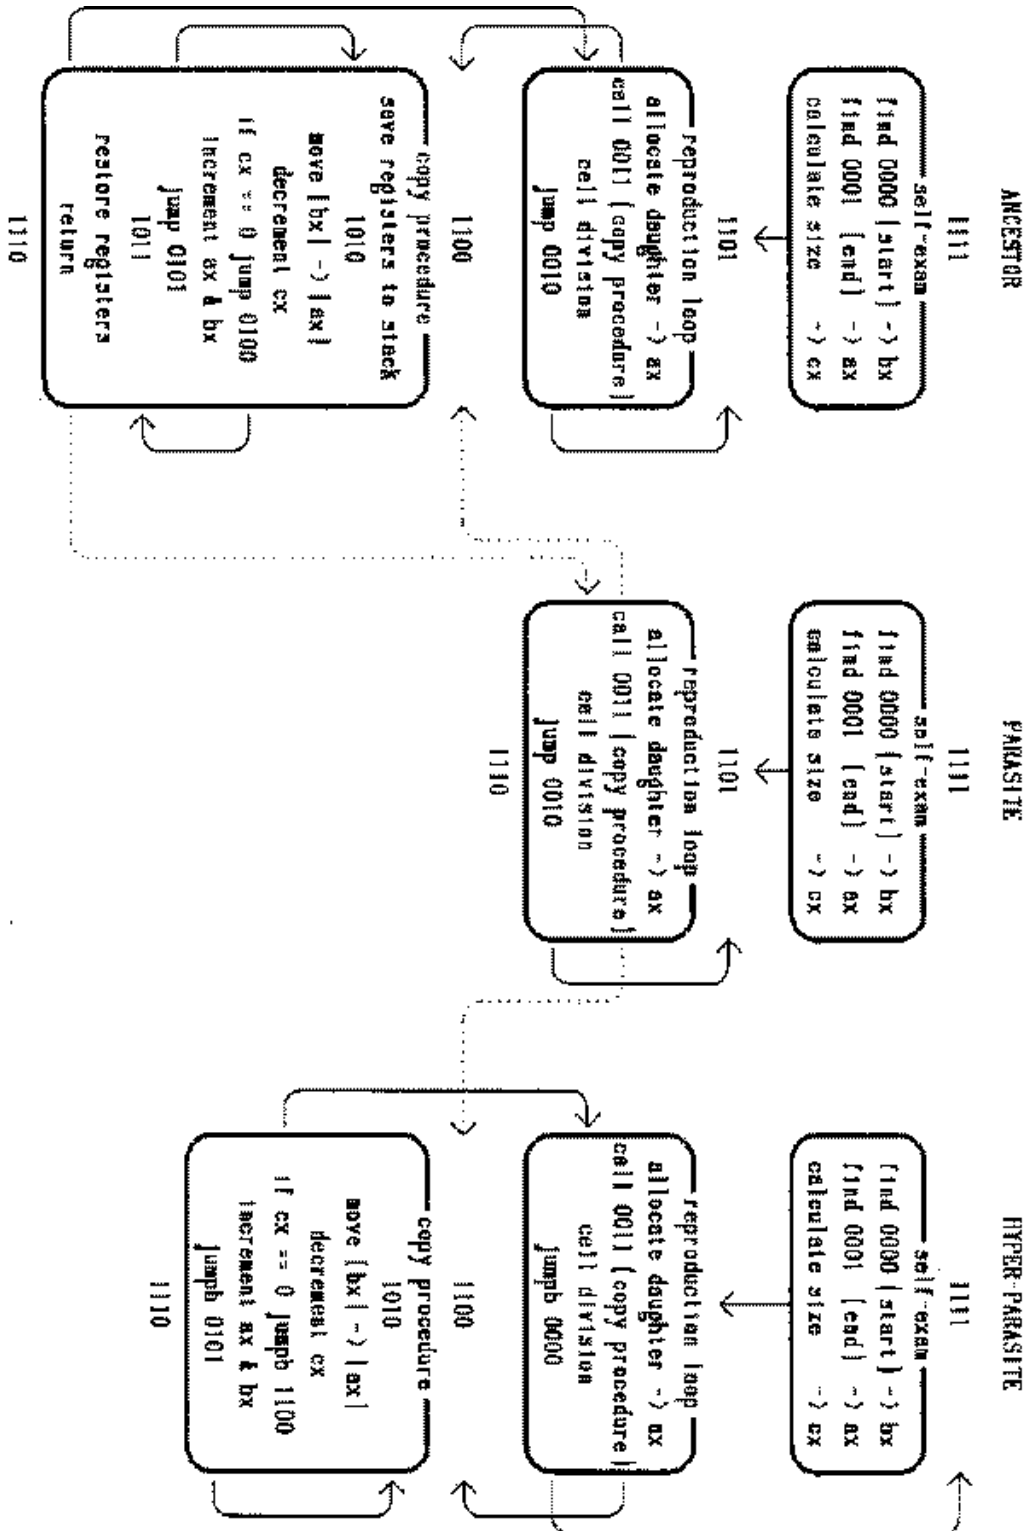 ANCESTOR
1111
self-exam
find 0000 [start] -> bx
find 0001 [end] -> ax
calculate size -> cx
1101
reproduction loop
allocate daughter -> ax
call 0011 [copy procedure]
cell division
jump 0010
1100
copy procedure
save registers to stack
1010
move [bx] -> [ax]
decrement cx
if cx == 0 jump 0100
increment ax & bx
jump 0101
1011
restore registers
return
1110
PARASITE
1111
self-exam
find 0000 [start] -> bx
find 0001 [end] -> ax
calculate size -> cx
1101
reproduction loop
allocate daughter -> ax
call 0011 [copy procedure]
cell division
jump 0010
1110
HYPER-PARASITE
1111
self-exam
find 0000 [start] -> bx
find 0001 [end] -> ax
calculate size -> cx
reproduction loop
allocate daughter -> ax
call 0011 [copy procedure]
cell division
jumpb 0000
1100
copy procedure
1010
move [bx] -> [ax]
decrement cx
if cx == 0 jumpb 1100
increment ax & bx
jumpb 0101
1110